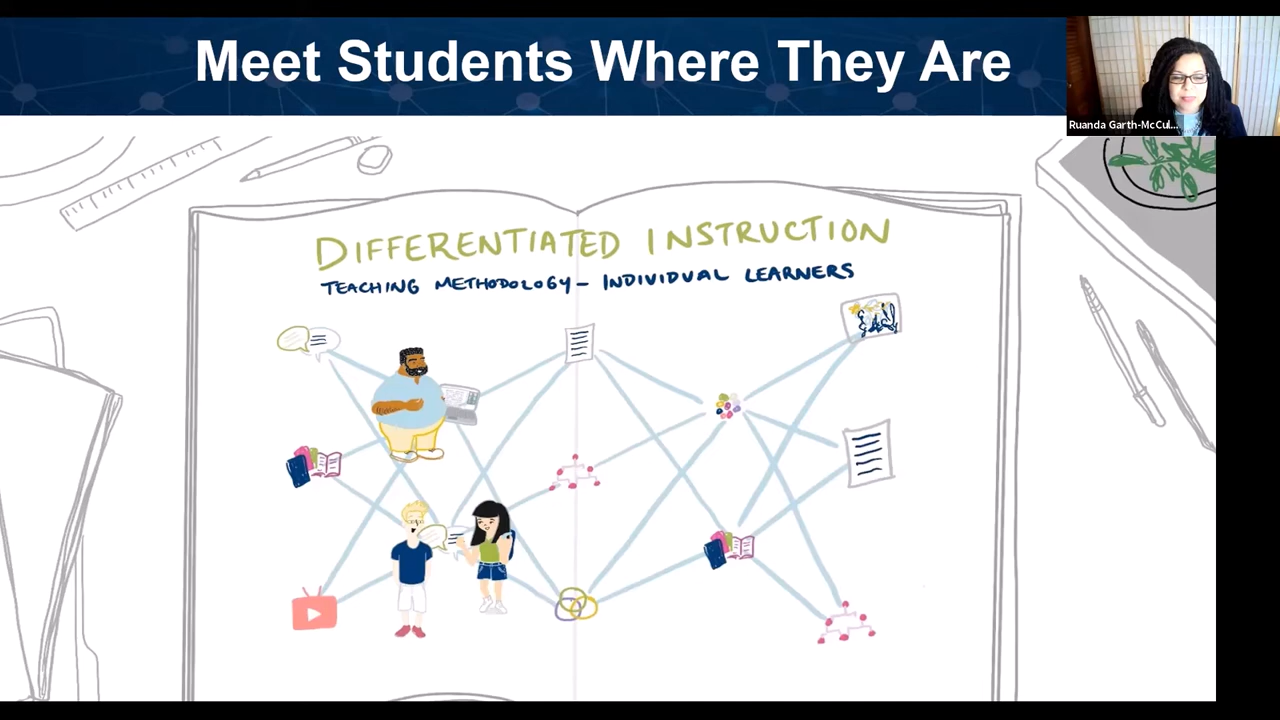 Meet Students Where They Are
Ruanda Garth-McCul...
DIFFERENTIATED INSTRUCTION
TEACHING METHODOLOGY - INDIVIDUAL LEARNERS